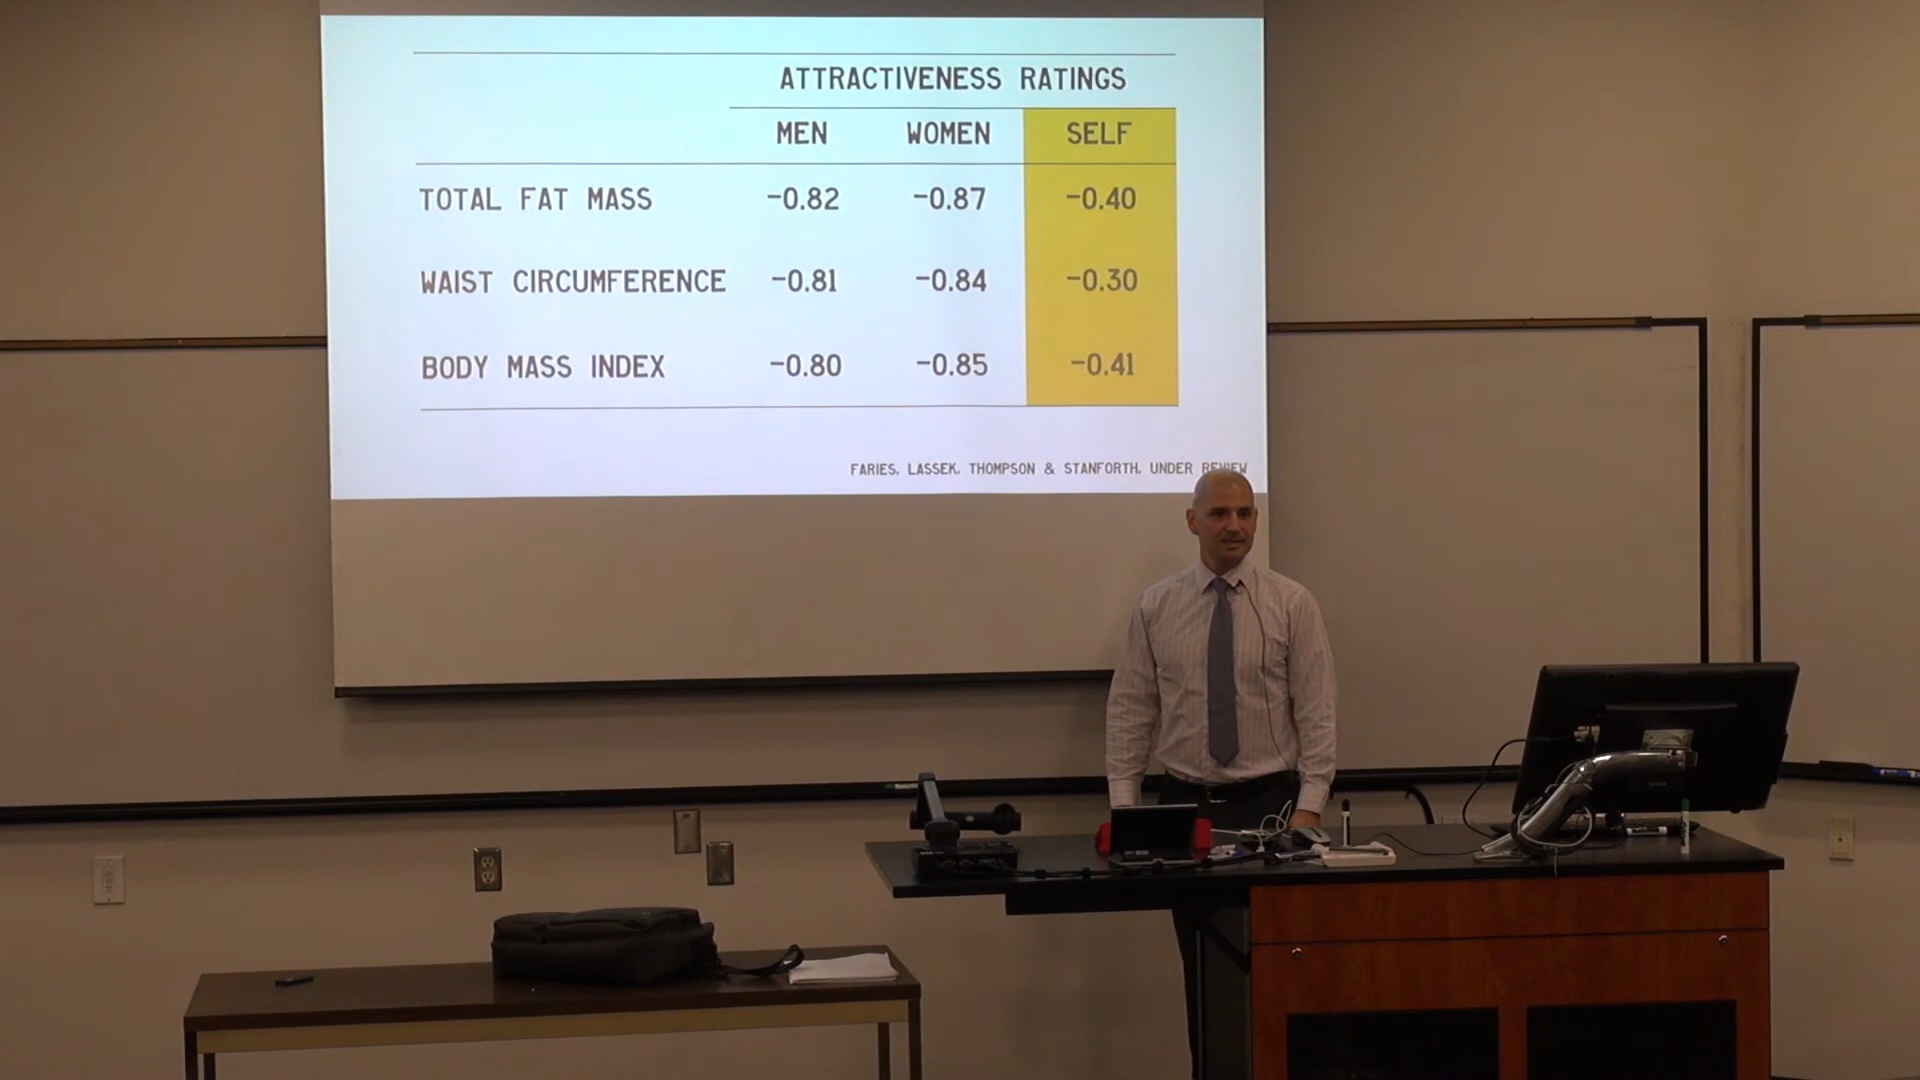 ATTRACTIVENESS RATINGS
MEN WOMEN SELF
TOTAL FAT MASS -0.82 -0.87 -0.40
WAIST CIRCUMFERENCE -0.81 -0.84 -0.30
BODY MASS INDEX -0.80 -0.85 -0.41
FARIES, LASSEK, THOMPSON & STANFORTH, UNDER REVIEW